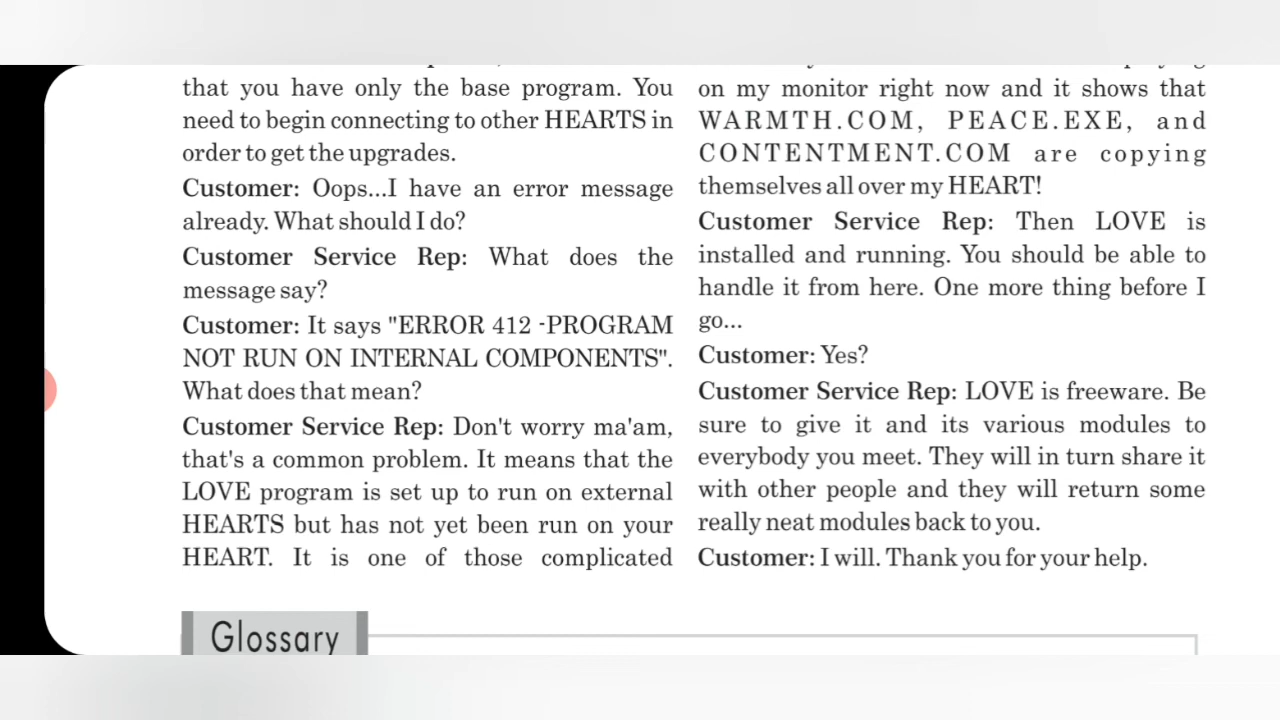 that you have only the base program. You
need to begin connecting to other HEARTS in
order to get the upgrades.
Customer: Oops...I have an error message
already. What should I do?
Customer Service Rep: What does the
message say?
Customer: It says "ERROR 412 -PROGRAM
NOT RUN ON INTERNAL COMPONENTS".
What does that mean?
Customer Service Rep: Don't worry ma'am,
that's a common problem. It means that the
LOVE program is set up to run on external
HEARTS but has not yet been run on your
HEART. It is one of those complicated
on my monitor right now and it shows that
WARMTH.COM, PEACE.EXE, and
CONTENTMENT.COM are copying
themselves all over my HEART!
Customer Service Rep: Then LOVE is
installed and running. You should be able to
handle it from here. One more thing before I
go...
Customer: Yes?
Customer Service Rep: LOVE is freeware. Be
sure to give it and its various modules to
everybody you meet. They will in turn share it
with other people and they will return some
really neat modules back to you.
Customer: I will. Thank you for your help.
Glossary